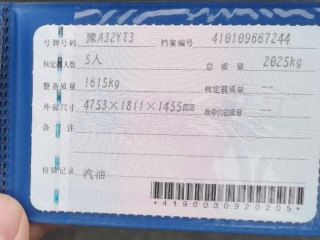 号牌号码 豫A32YT3 档案编号 410109667244
核定载人数 5人 总质量 2025kg
整备质量 1615kg 核定载质量 --
外廓尺寸 4753×1811×1455mm 准牵引总质量 --
备注
检验记录 汽油
*4190030920205*